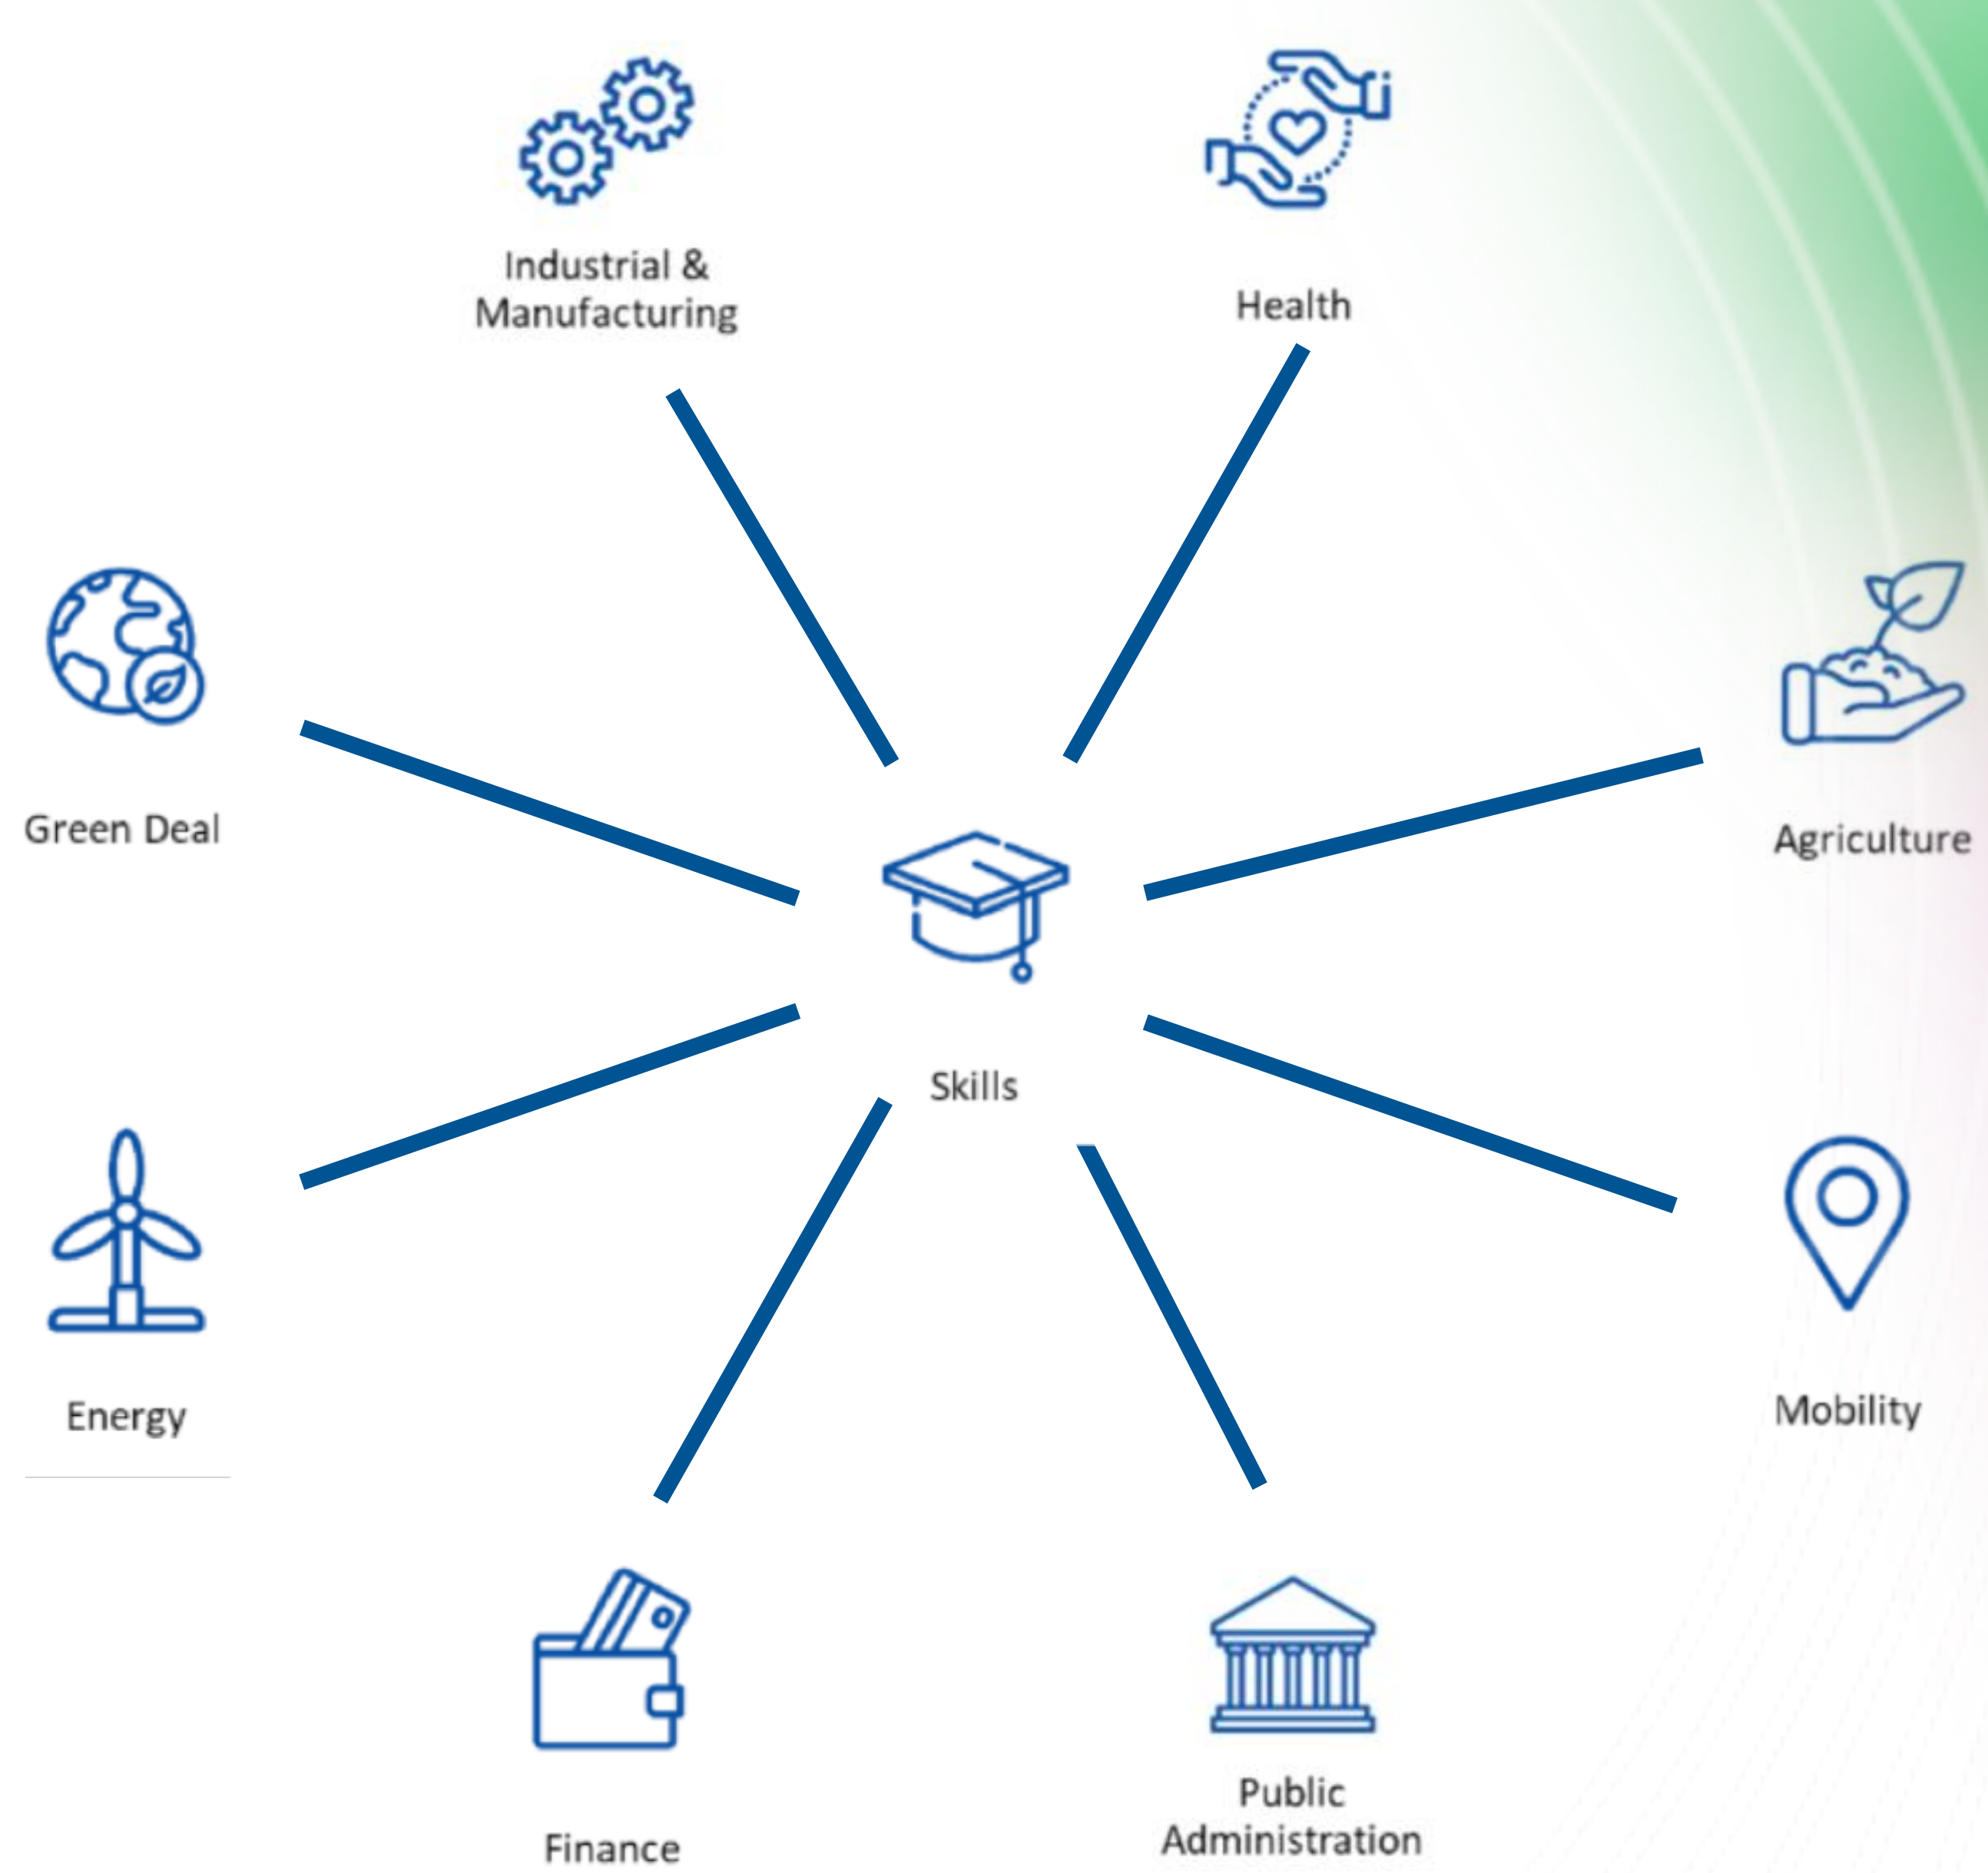 Industrial &
Manufacturing
Health
Green Deal
Agriculture
Skills
Energy
Mobility
Finance
Public
Administration